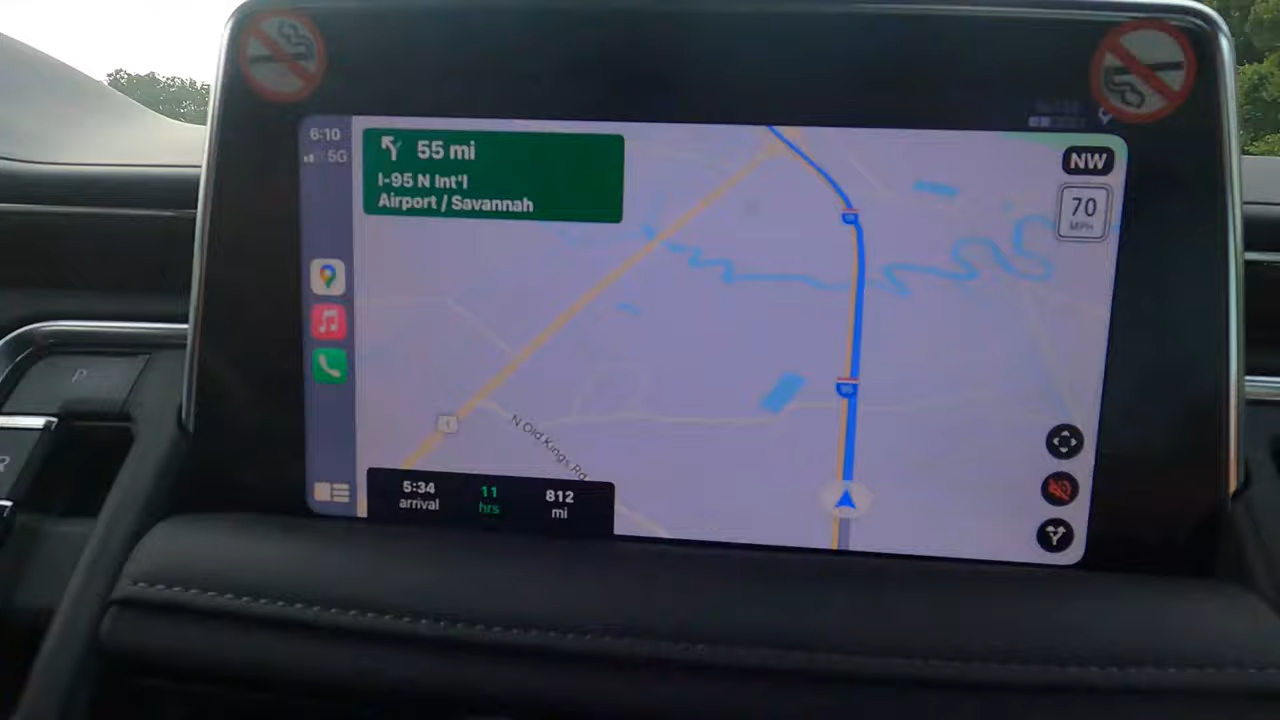 6:10
5G
55 mi
I-95 N Int'l
Airport / Savannah
NW
70
MPH
P
N Old Kings Rd
5:34
arrival
11
hrs
812
mi